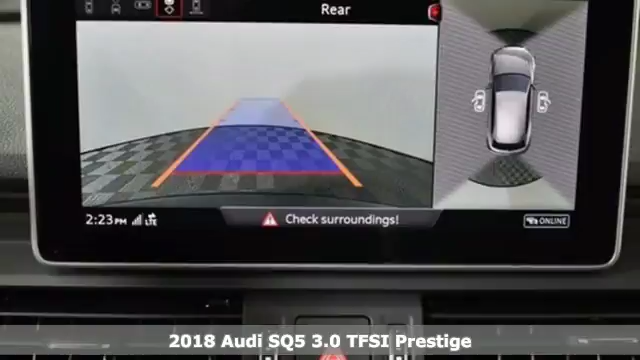 Rear
2:23PM LTE
Check surroundings!
ONLINE
2018 Audi SQ5 3.0 TFSI Prestige